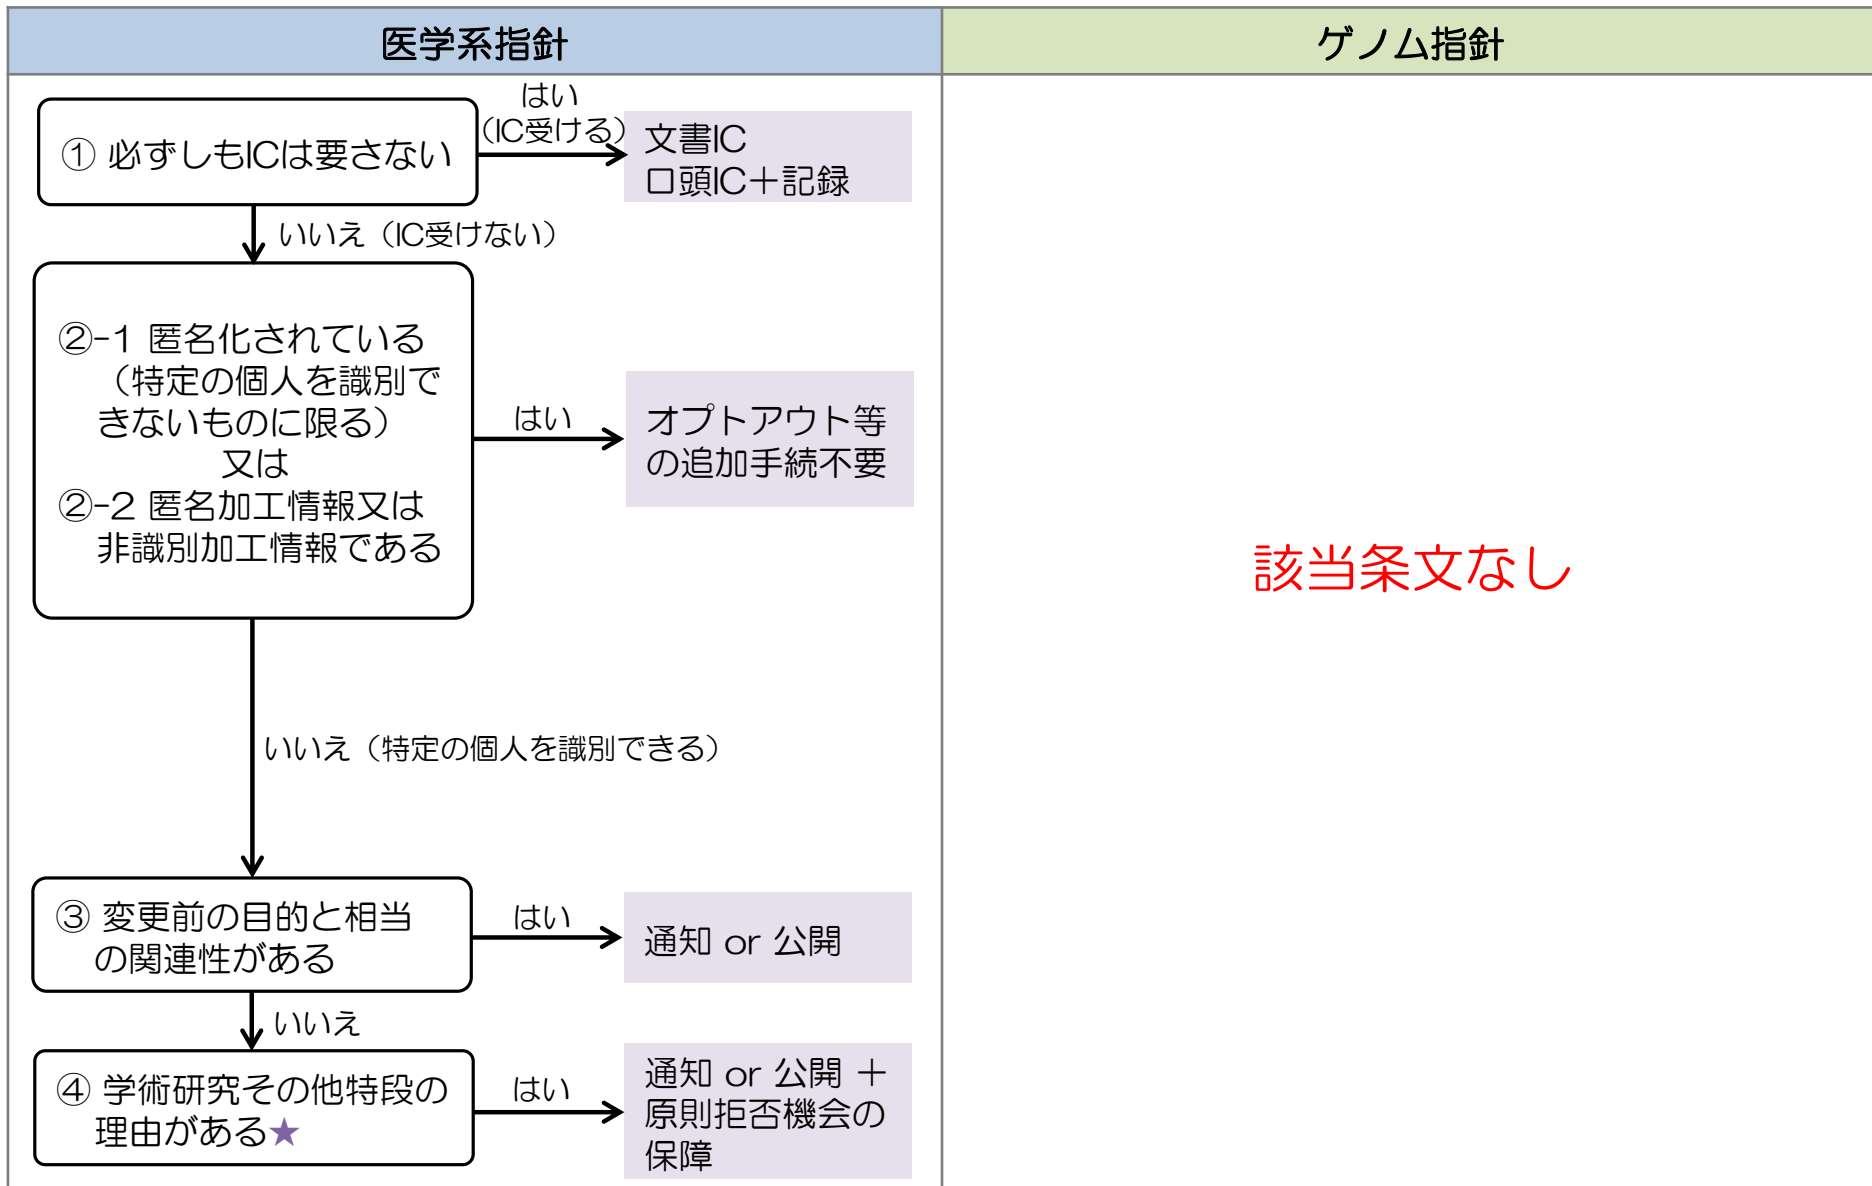 医学系指針
ゲノム指針
① 必ずしもICは要さない
はい
（IC受ける）
文書IC
口頭IC＋記録
いいえ（IC受けない）
②-1 匿名化されている
（特定の個人を識別で
きないものに限る）
又は
②-2 匿名加工情報又は
非識別加工情報である
はい
オプトアウト等
の追加手続不要
いいえ（特定の個人を識別できる）
③ 変更前の目的と相当
の関連性がある
はい
通知 or 公開
いいえ
④ 学術研究その他特段の
理由がある★
はい
通知 or 公開 ＋
原則拒否機会の
保障
該当条文なし